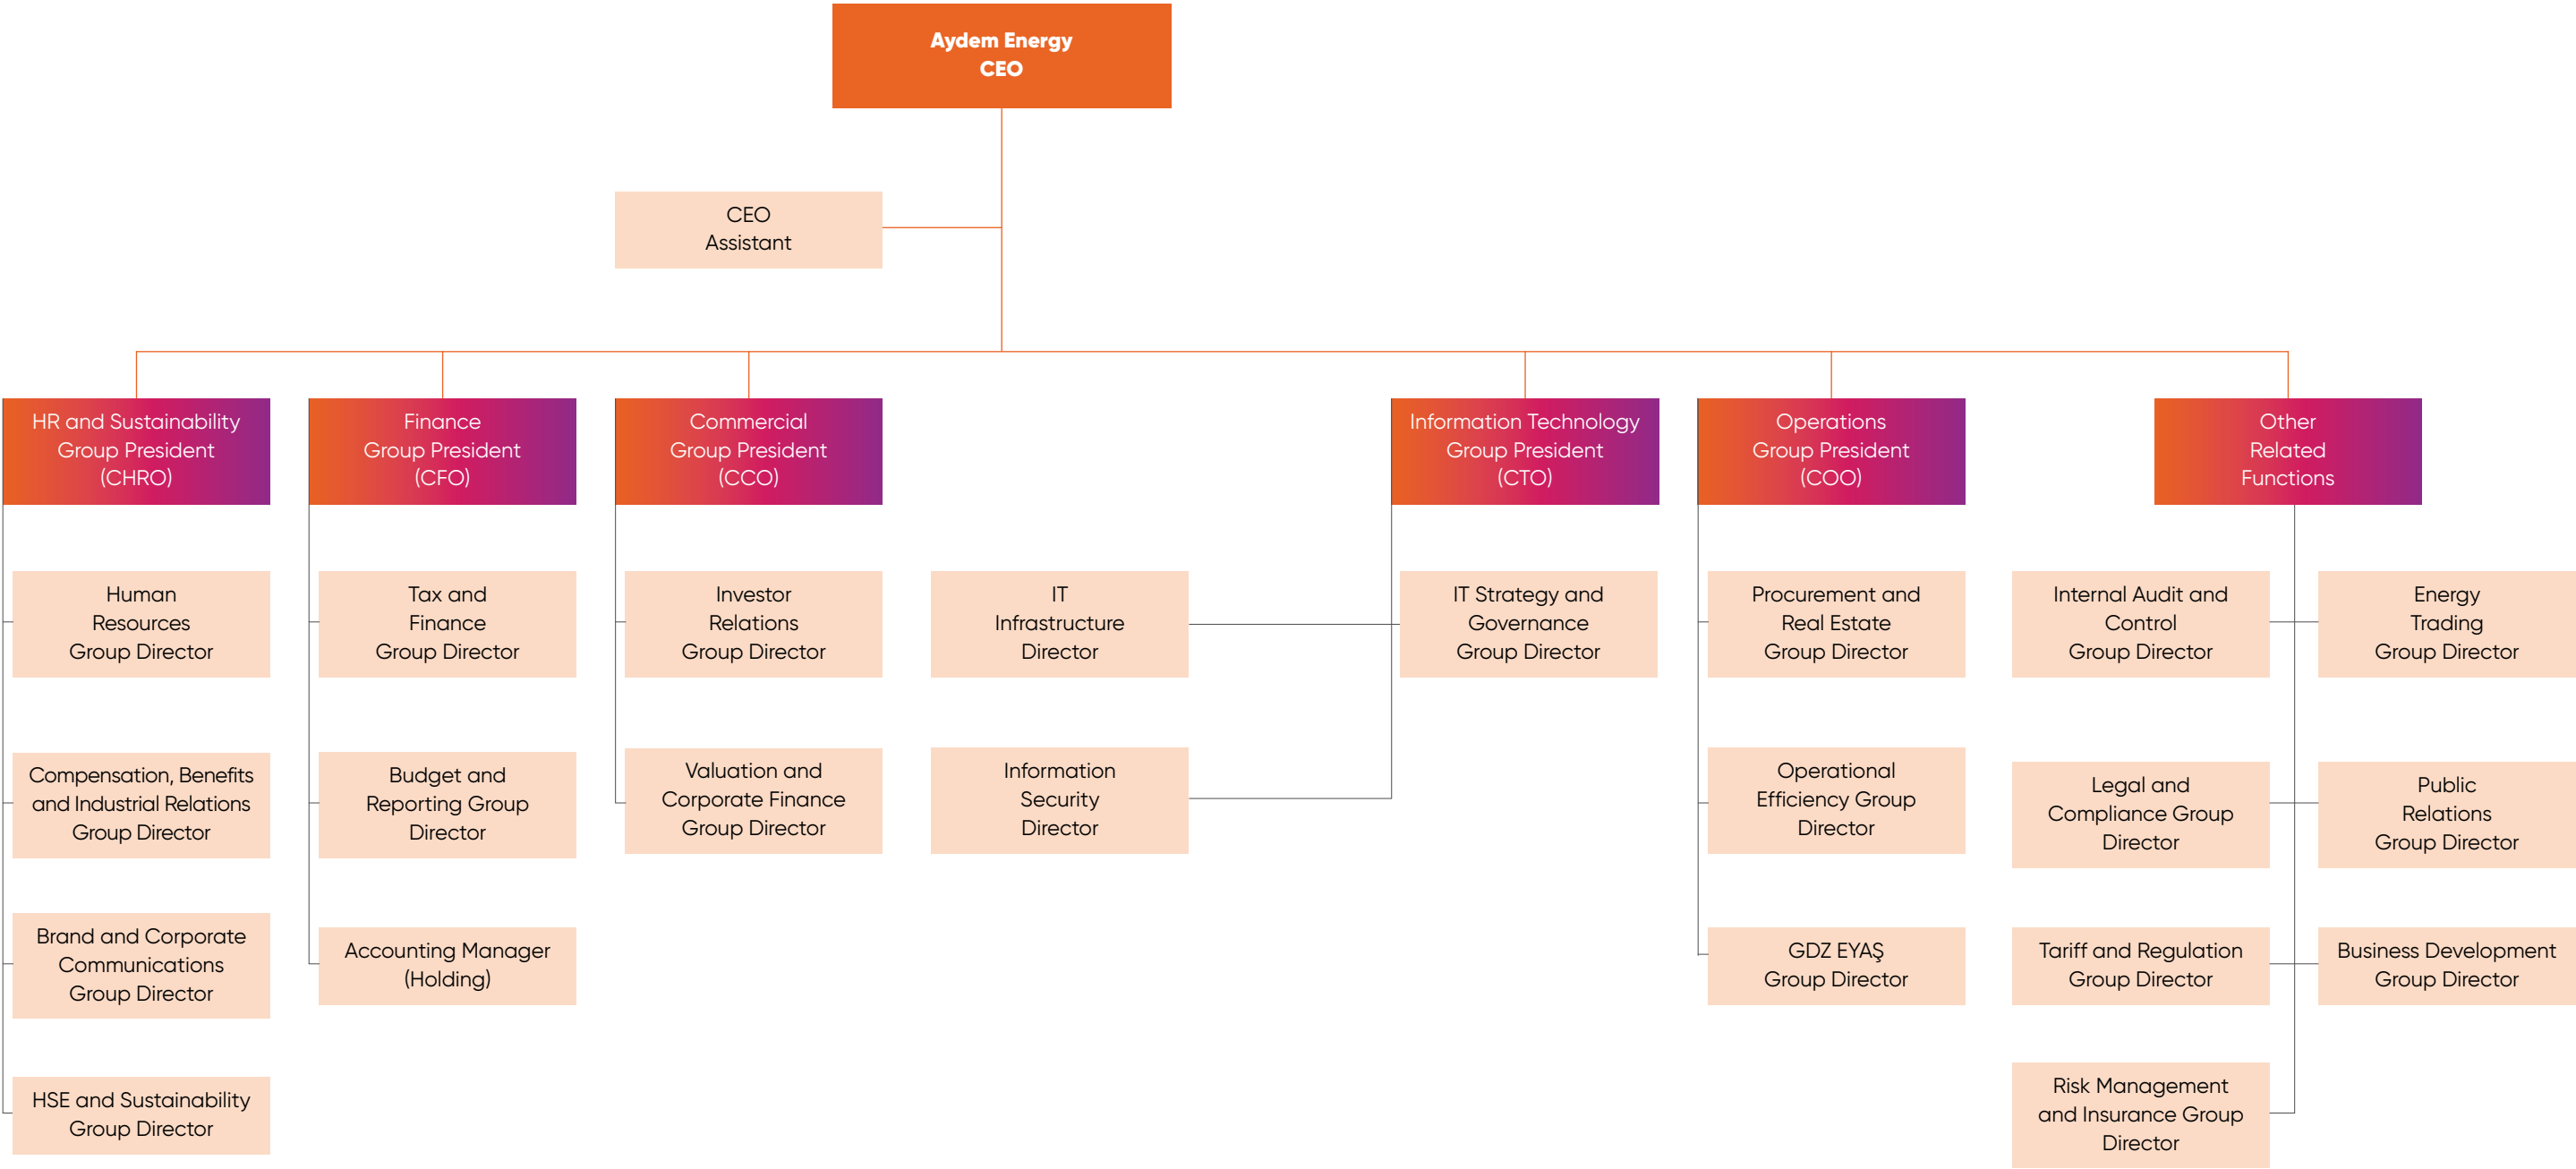 Aydem Energy
CEO
CEO
Assistant
HR and Sustainability
Group President
(CHRO)
Finance
Group President
(CFO)
Commercial
Group President
(CCO)
Information Technology
Group President
(CTO)
Operations
Group President
(COO)
Other
Related
Functions
Human
Resources
Group Director
Tax and
Finance
Group Director
Investor
Relations
Group Director
IT
Infrastructure
Director
IT Strategy and
Governance
Group Director
Procurement and
Real Estate
Group Director
Internal Audit and
Control
Group Director
Energy
Trading
Group Director
Compensation, Benefits
and Industrial Relations
Group Director
Budget and
Reporting Group
Director
Valuation and
Corporate Finance
Group Director
Information
Security
Director
Operational
Efficiency Group
Director
Legal and
Compliance Group
Director
Public
Relations
Group Director
Brand and Corporate
Communications
Group Director
Accounting Manager
(Holding)
GDZ EYAŞ
Group Director
Tariff and Regulation
Group Director
Business Development
Group Director
HSE and Sustainability
Group Director
Risk Management
and Insurance Group
Director